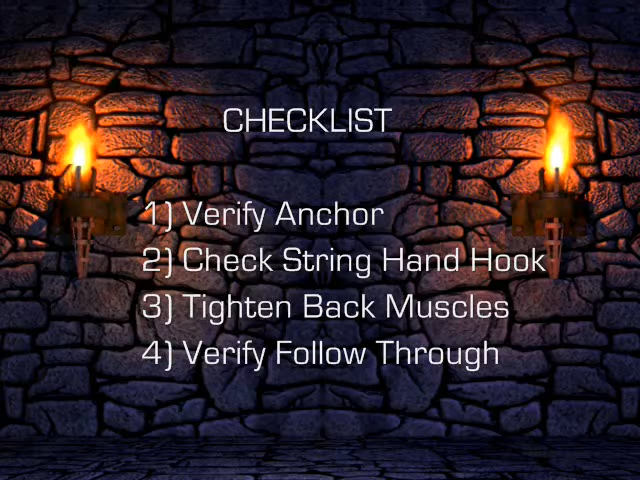 CHECKLIST
1) Verify Anchor
2) Check String Hand Hook
3) Tighten Back Muscles
4) Verify Follow Through